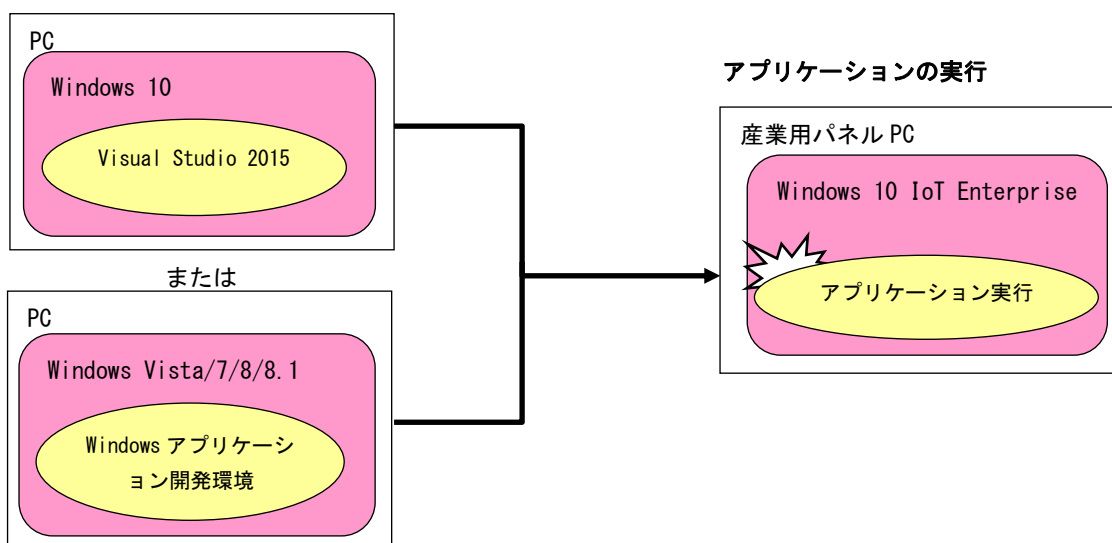 PC
Windows 10
Visual Studio 2015
または
PC
Windows Vista/7/8/8.1
Windows アプリケーシ
ョン開発環境
アプリケーションの実行
産業用パネル PC
Windows 10 IoT Enterprise
アプリケーション実行